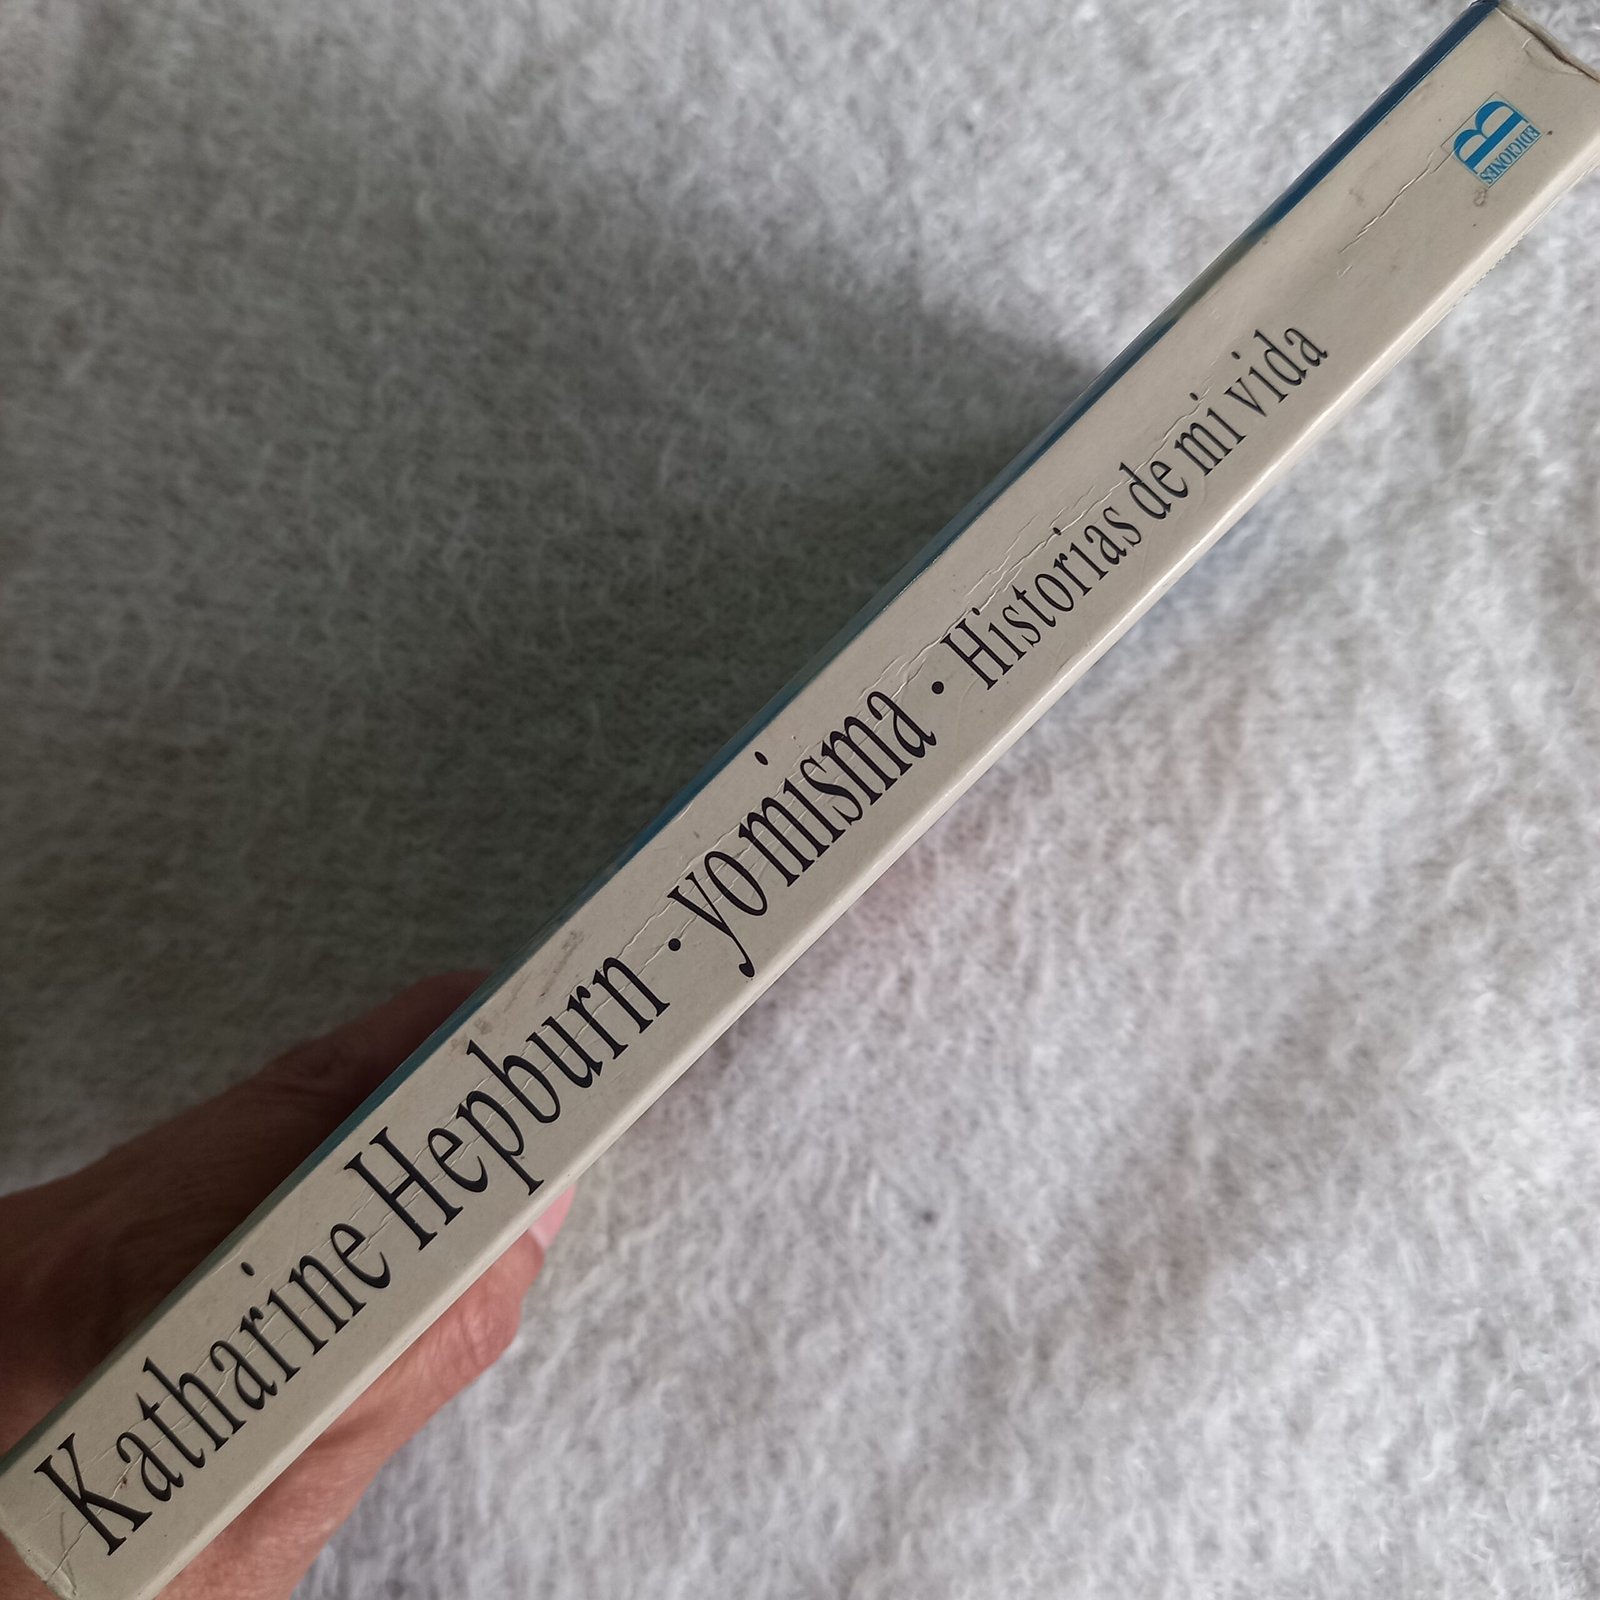 Katharine Hepburn · yo misma · Historias de mi vida
B
EDICIONES